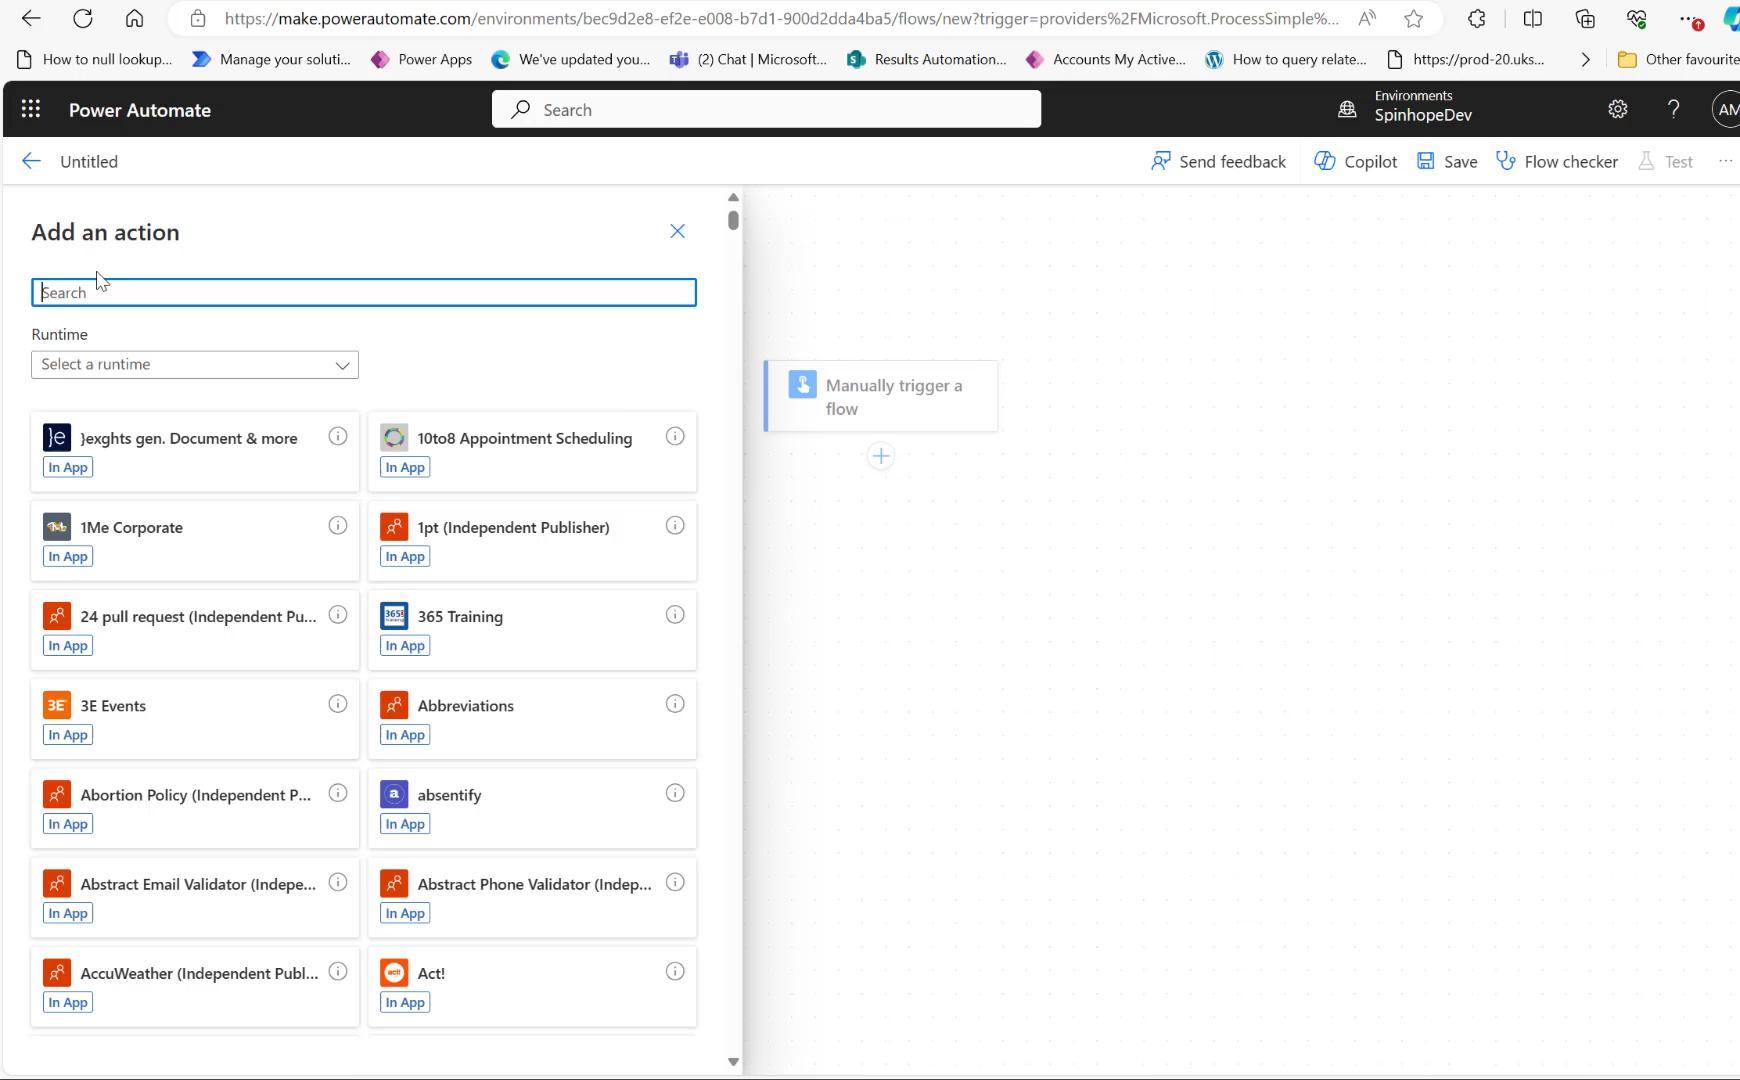 https://make.powerautomate.com/environments/bec9d2e8-ef2e-e008-b7d1-900d2dda4ba5/flows/new?trigger=providers%2FMicrosoft.ProcessSimple%...
How to null lookup...
Manage your soluti...
Power Apps
We've updated you...
(2) Chat | Microsoft...
Results Automation...
Accounts My Active...
How to query relate...
https://prod-20.uks...
Other favourite
Power Automate
Search
Environments
SpinhopeDev
?
AM
Untitled
Send feedback
Copilot
Save
Flow checker
Test
Add an action
Search
Runtime
Select a runtime
}e
}exghts gen. Document & more
In App
10to8 Appointment Scheduling
In App
1Me Corporate
In App
1pt (Independent Publisher)
In App
24 pull request (Independent Pu...
In App
365 Training
In App
3E
3E Events
In App
Abbreviations
In App
Abortion Policy (Independent P...
In App
a
absentify
In App
Abstract Email Validator (Indepe...
In App
Abstract Phone Validator (Indep...
In App
AccuWeather (Independent Publ...
In App
act!
Act!
In App
Manually trigger a
flow